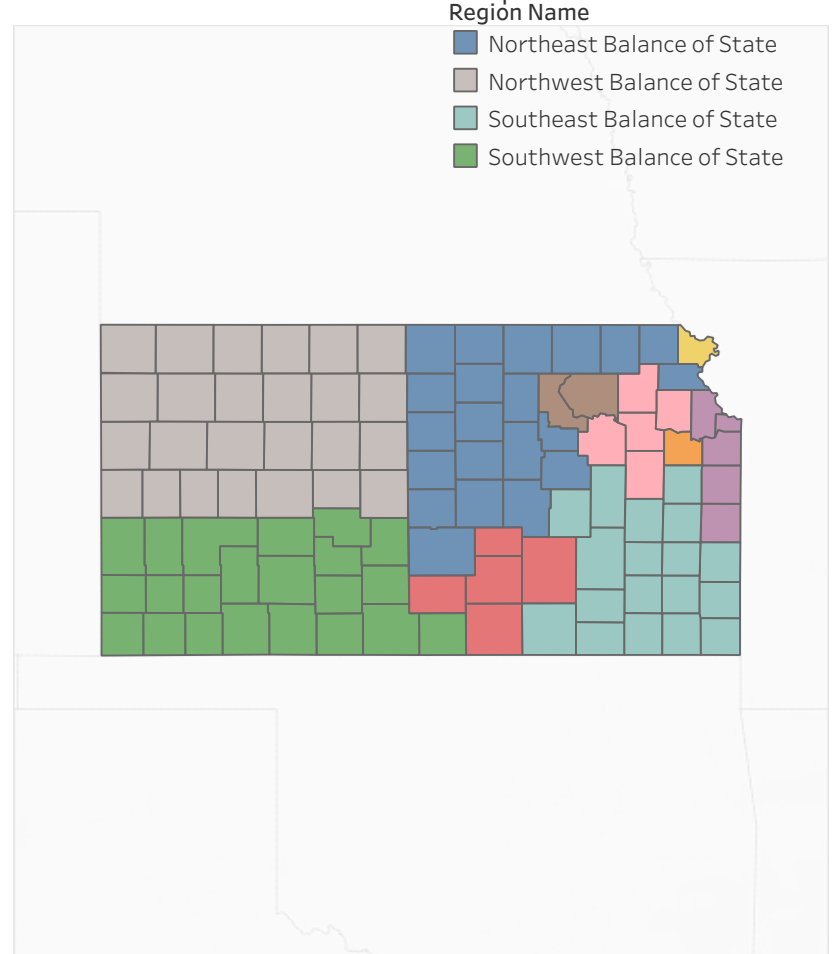 Region Name
Northeast Balance of State
Northwest Balance of State
Southeast Balance of State
Southwest Balance of State